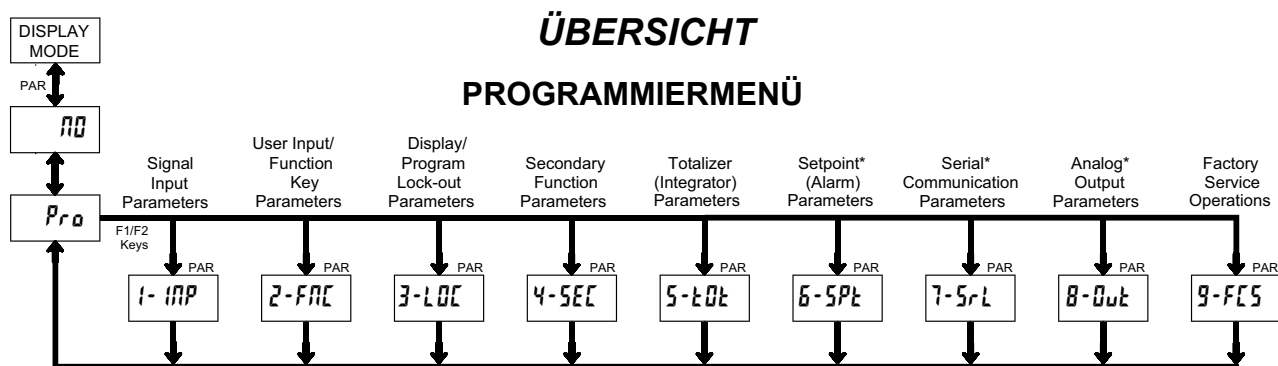 ÜBERSICHT
PROGRAMMIERMENÜ
DISPLAY
MODE
PAR
NO
Pro
F1/F2
Keys
Signal
Input
Parameters
User Input/
Function
Key
Parameters
Display/
Program
Lock-out
Parameters
Secondary
Function
Parameters
Totalizer
(Integrator)
Parameters
Setpoint*
(Alarm)
Parameters
Serial*
Communication
Parameters
Analog*
Output
Parameters
Factory
Service
Operations
PAR
PAR
PAR
PAR
PAR
PAR
PAR
PAR
PAR
1-INP
2-FNC
3-LOC
4-SEC
5-tOt
6-SPt
7-SrL
8-Out
9-FCS